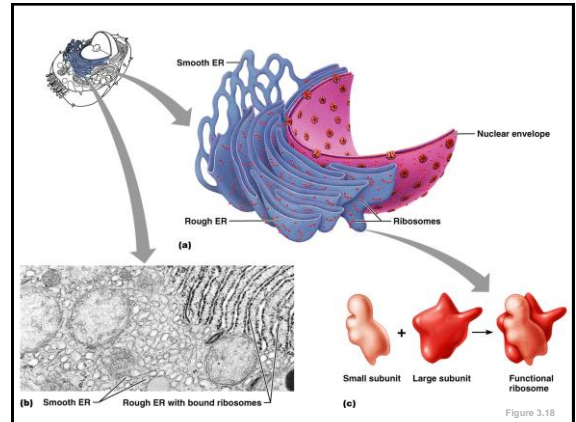 Smooth ER
Nuclear envelope
Rough ER
Ribosomes
(a)
Small subunit
Large subunit
Functional
ribosome
(b)
Smooth ER
Rough ER with bound ribosomes
(c)
Figure 3.18